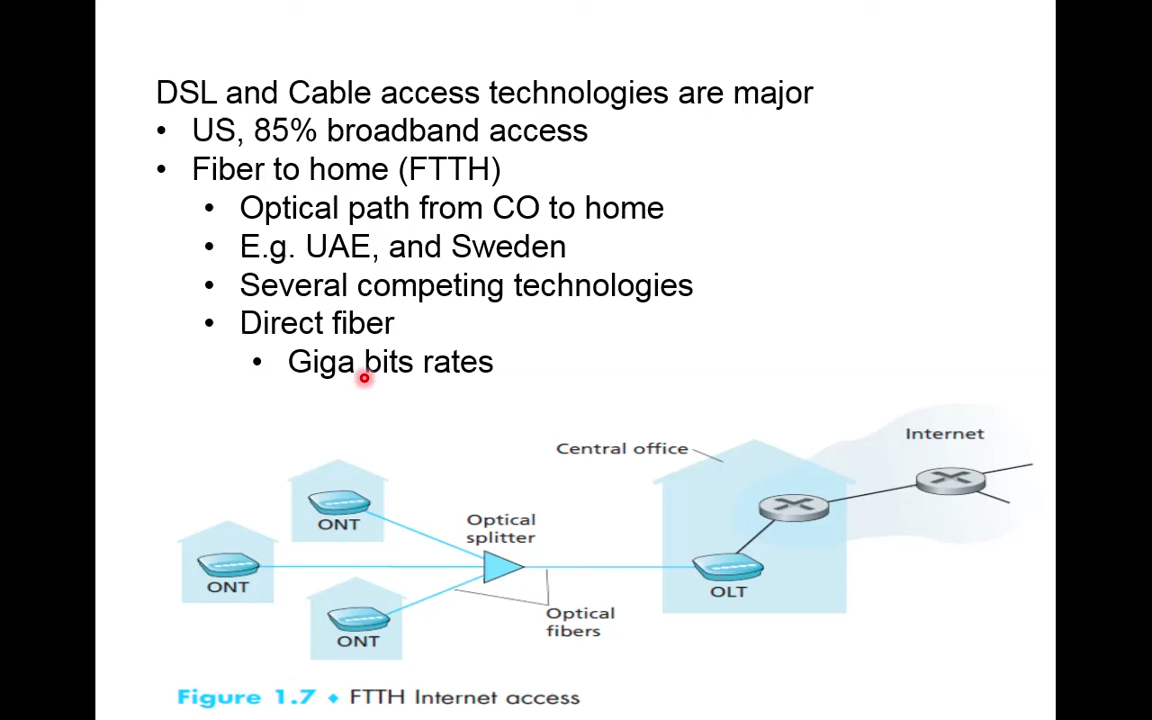 DSL and Cable access technologies are major
• US, 85% broadband access
• Fiber to home (FTTH)
• Optical path from CO to home
• E.g. UAE, and Sweden
• Several competing technologies
• Direct fiber
• Giga bits rates
Internet
Central office
ONT
Optical
splitter
ONT
OLT
Optical
fibers
ONT
Figure 1.7 ◆ FTTH Internet access